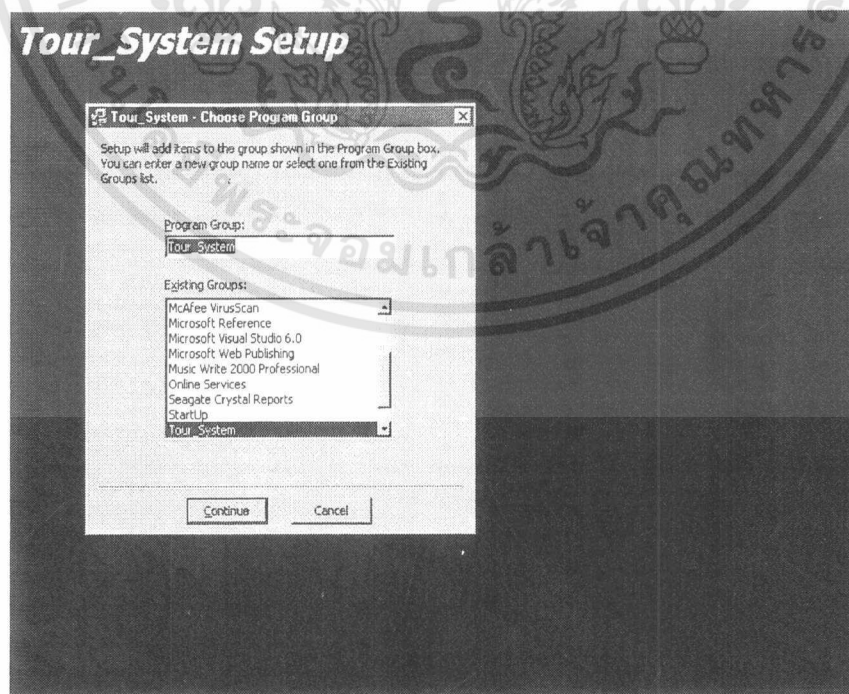 Tour_System Setup
Tour_System - Choose Program Group
Setup will add items to the group shown in the Program Group box.
You can enter a new group name or select one from the Existing
Groups list.
Program Group:
Tour_System
Existing Groups:
McAfee VirusScan
Microsoft Reference
Microsoft Visual Studio 6.0
Microsoft Web Publishing
Music Write 2000 Professional
Online Services
Seagate Crystal Reports
StartUp
Tour_System
Continue
Cancel
พระจอมเกล้าเจ้าคุณทหาร